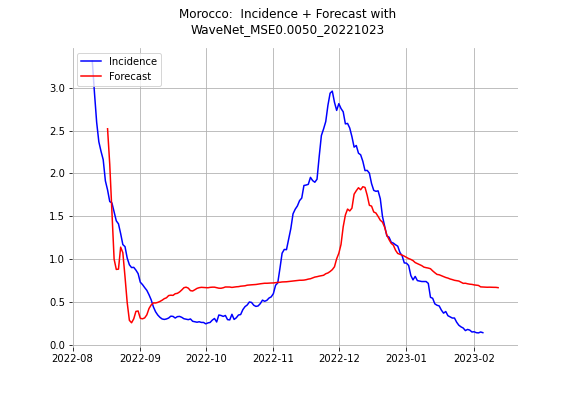 Morocco:  Incidence + Forecast with
WaveNet_MSE0.0050_20221023
Incidence
Forecast
3.0
2.5
2.0
1.5
1.0
0.5
0.0
2022-08 2022-09 2022-10 2022-11 2022-12 2023-01 2023-02